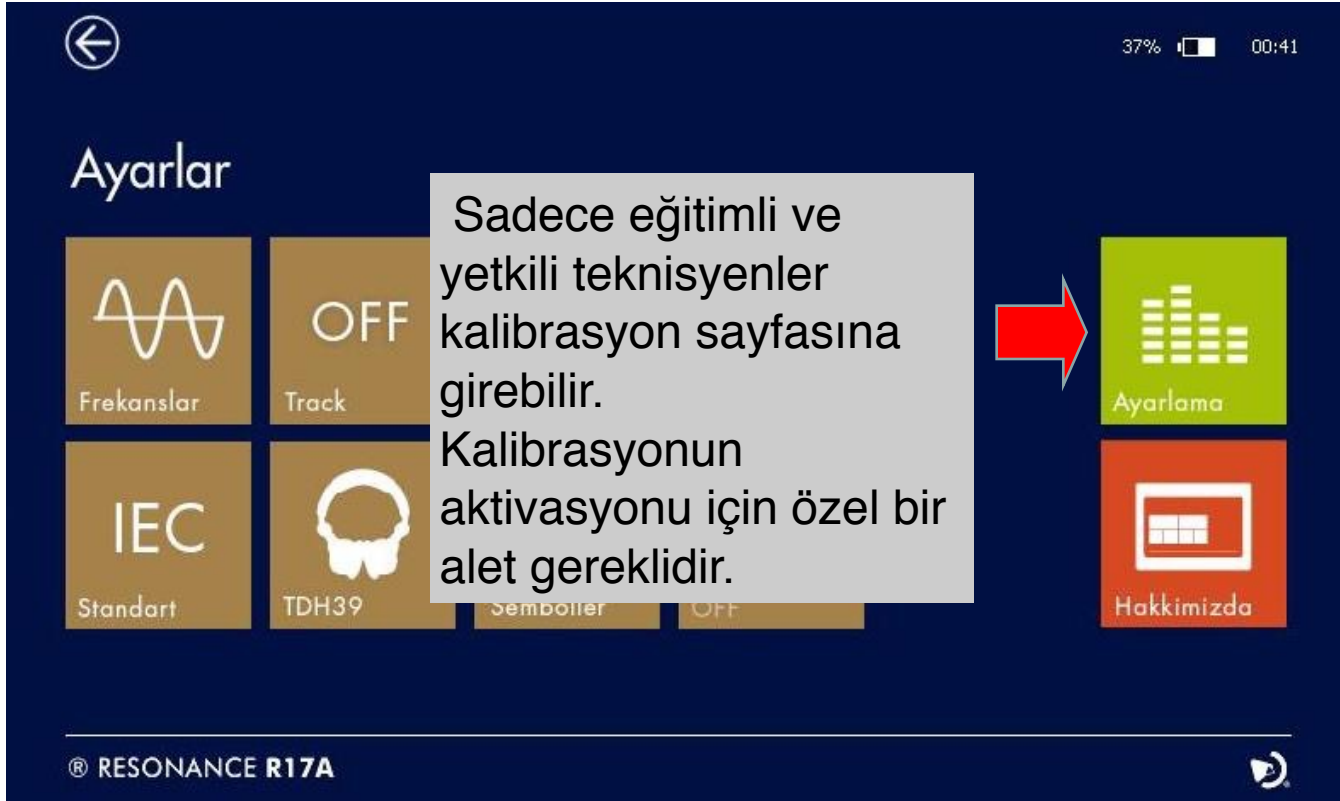 37% 00:41
Ayarlar
Sadece eğitimli ve
yetkili teknisyenler
kalibrasyon sayfasına
girebilir.
Kalibrasyonun
aktivasyonu için özel bir
alet gereklidir.
Frekanslar
OFF
Track
Ayarlama
IEC
Standart
TDH39
Semboller
OFF
Hakkimizda
® RESONANCE R17A